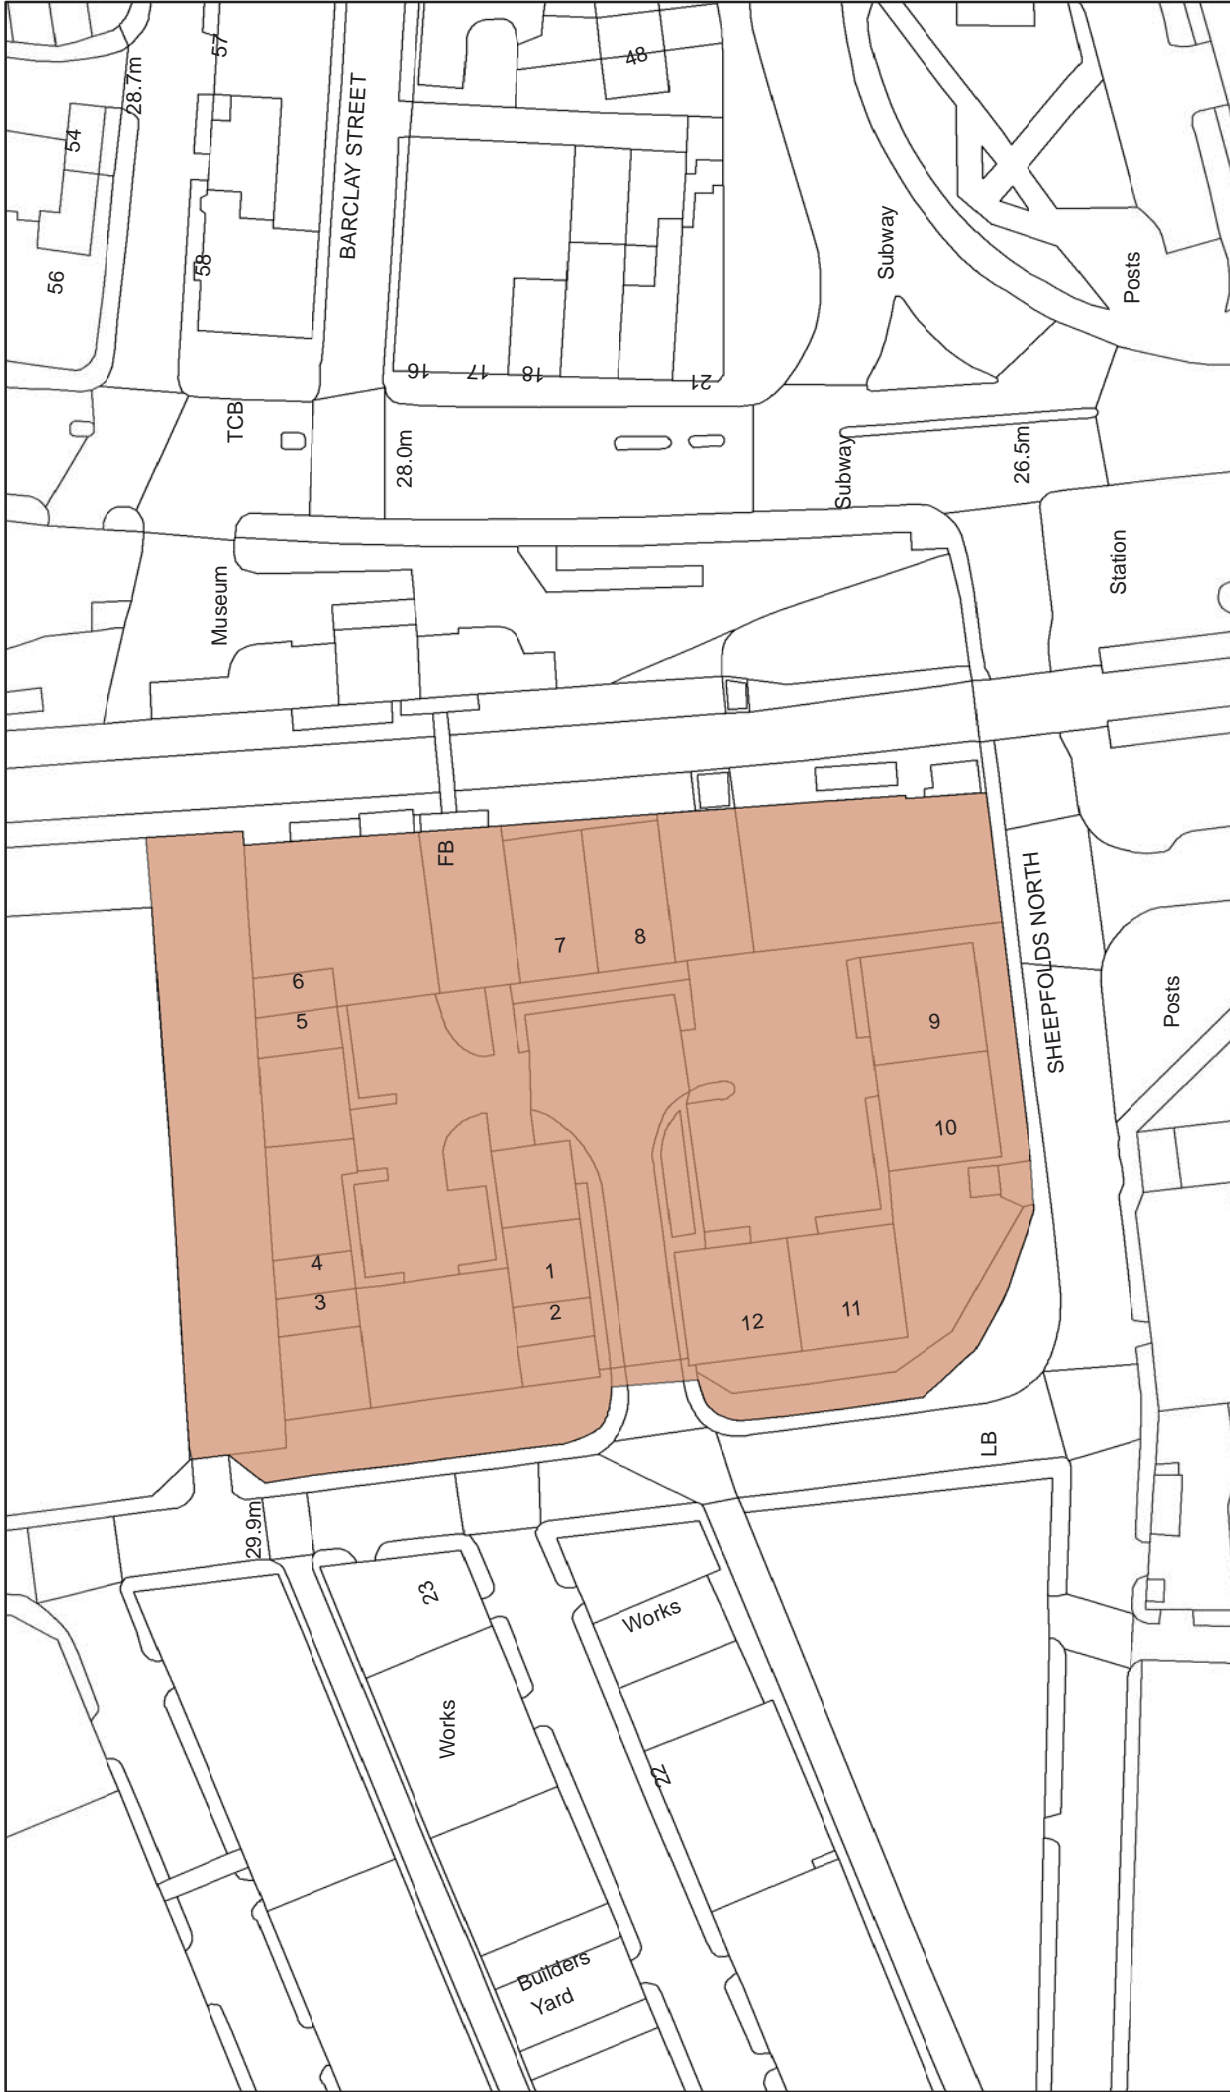 57
48
28.7m
54
BARCLAY STREET
Subway
58
56
Posts
16
17
18
21
TCB
28.0m
26.5m
Subway
Station
Museum
FB
8
7
SHEEPFOLDS NORTH
6
Posts
5
9
10
4
1
3
2
11
12
LB
29.9m
23
Works
Works
22
Builders
Yard